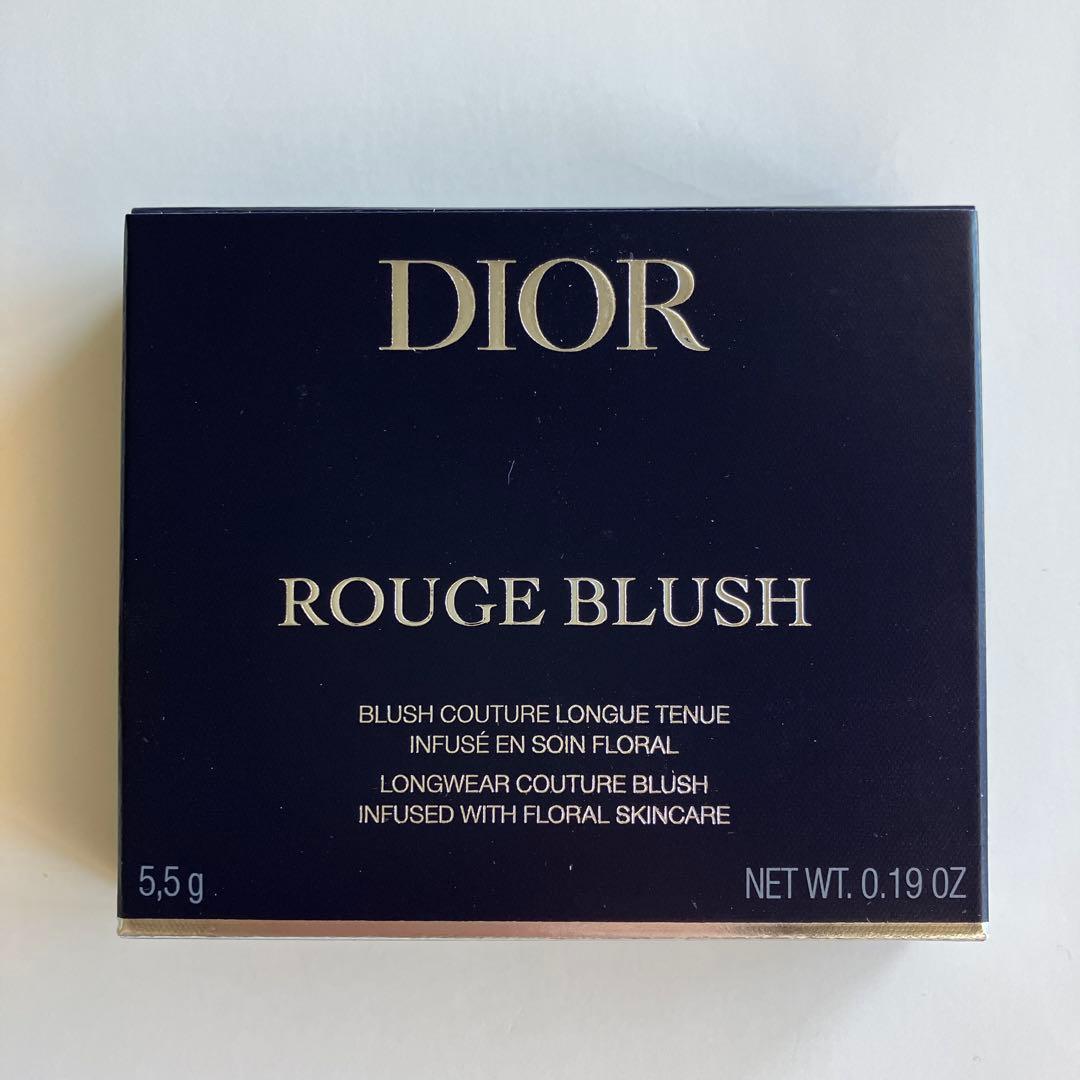 DIOR
ROUGE BLUSH
BLUSH COUTURE LONGUE TENUE
INFUSÉ EN SOIN FLORAL
LONGWEAR COUTURE BLUSH
INFUSED WITH FLORAL SKINCARE
5,5 g
NET WT. 0.19 OZ